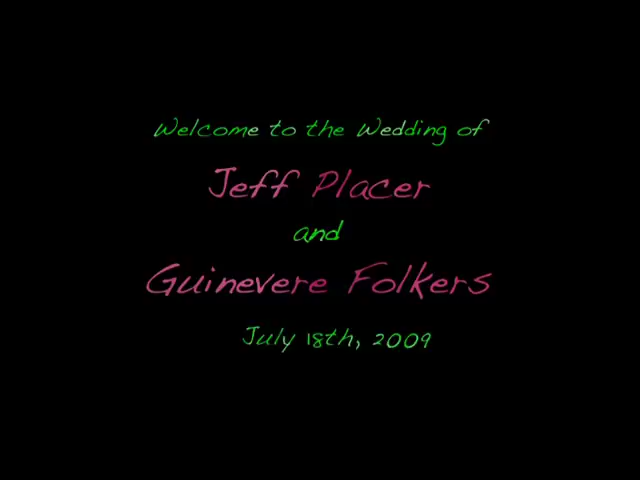 Welcome to the Wedding of
Jeff Placer
and
Guinevere Folkers
July 18th, 2009